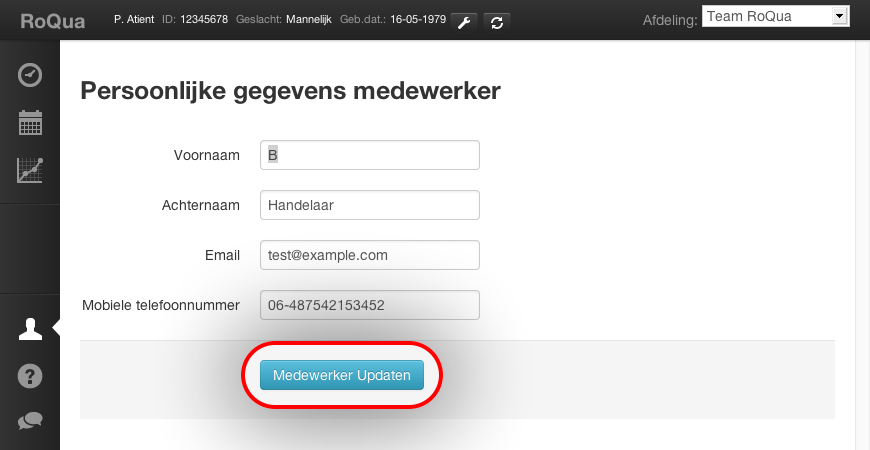 RoQua P. Atient ID: 12345678 Geslacht: Mannelijk Geb.dat.: 16-05-1979 Afdeling: Team RoQua
Persoonlijke gegevens medewerker
Voornaam B
Achternaam Handelaar
Email test@example.com
Mobiele telefoonnummer 06-487542153452
Medewerker Updaten
?